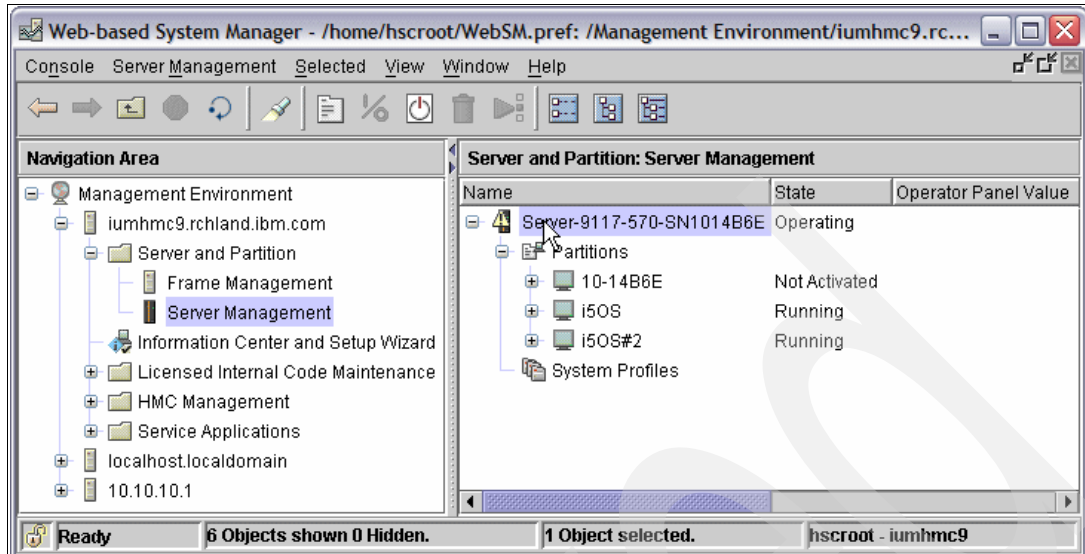 Web-based System Manager - /home/hscroot/WebSM.pref: /Management Environment/iumhmc9.rc...
Console Server Management Selected View Window Help
Navigation Area
Management Environment
iumhmc9.rchland.ibm.com
Server and Partition
Frame Management
Server Management
Information Center and Setup Wizard
Licensed Internal Code Maintenance
HMC Management
Service Applications
localhost.localdomain
10.10.10.1
Server and Partition: Server Management
Name State Operator Panel Value
Server-9117-570-SN1014B6E Operating
Partitions
10-14B6E Not Activated
i5OS Running
i5OS#2 Running
System Profiles
Ready 6 Objects shown 0 Hidden. 1 Object selected. hscroot - iumhmc9